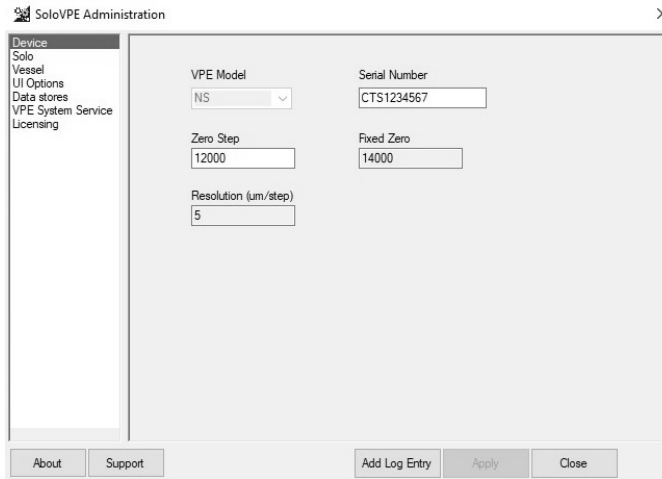 SoloVPE Administration
Device
Solo
Vessel
UI Options
Data stores
VPE System Service
Licensing
VPE Model
Serial Number
NS
CTS1234567
Zero Step
Fixed Zero
12000
14000
Resolution (um/step)
5
About
Support
Add Log Entry
Apply
Close